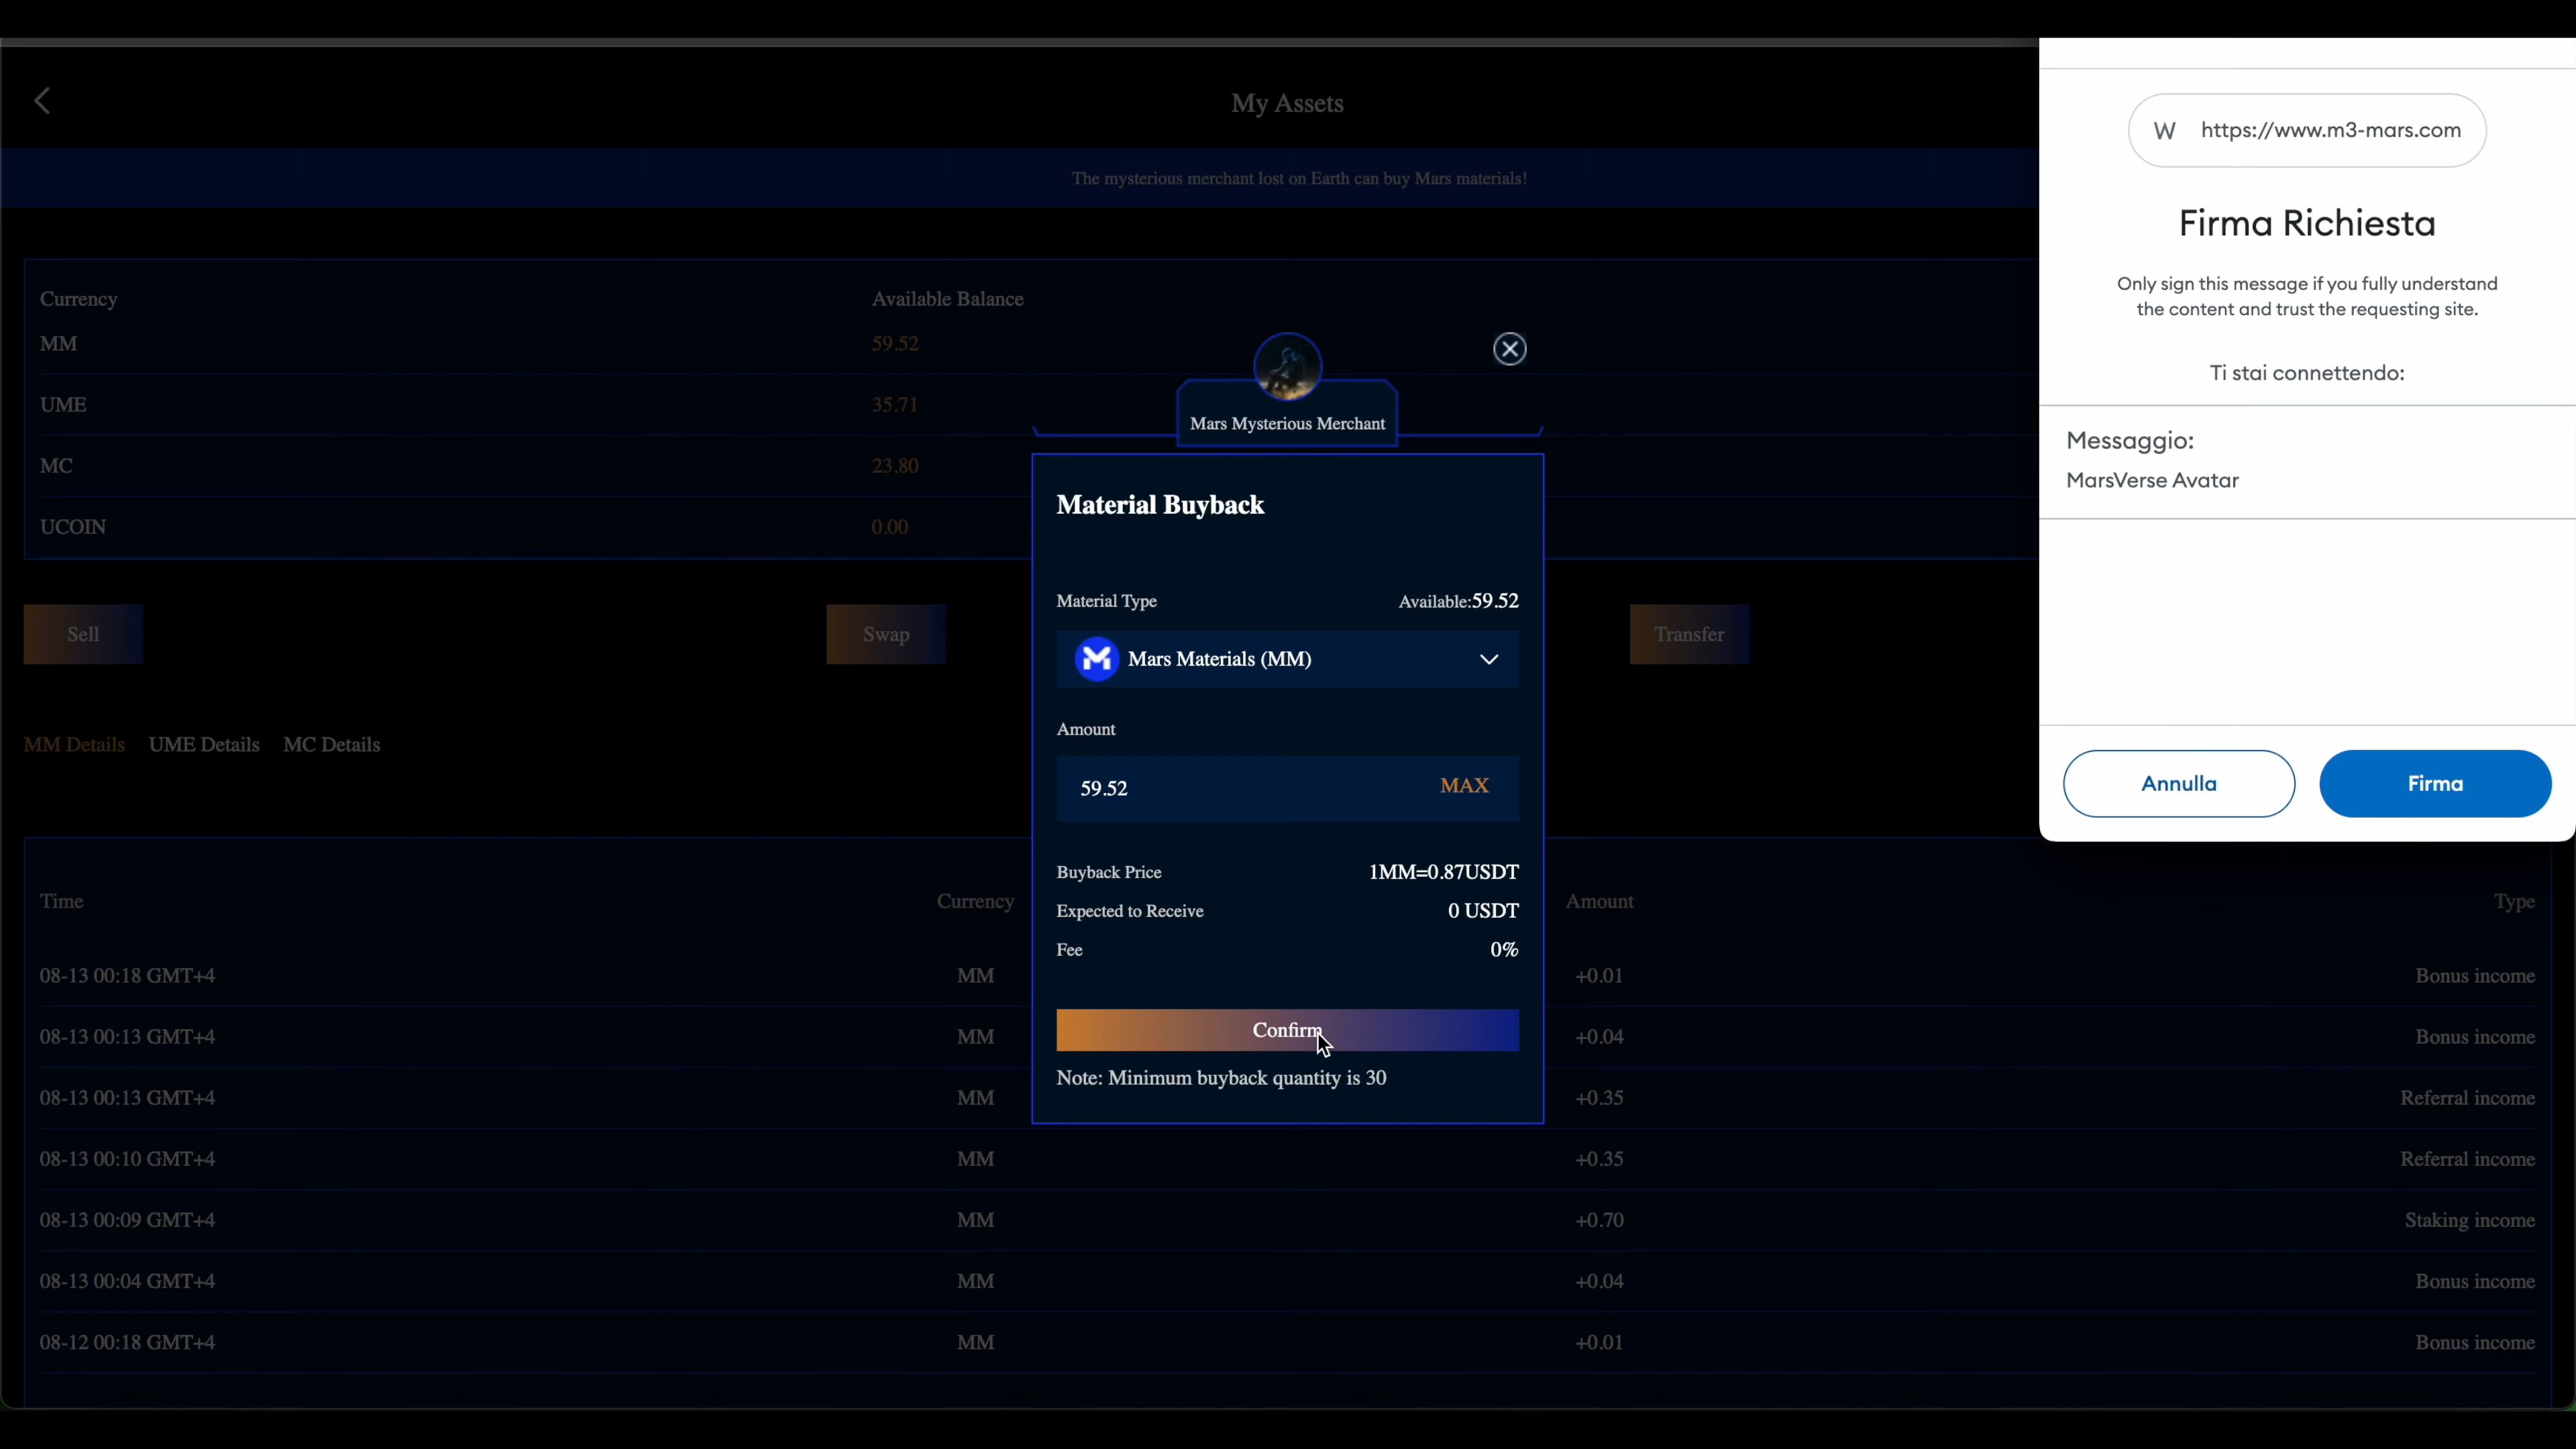 My Assets
The mysterious merchant lost on Earth can buy Mars materials!
Currency Available Balance
MM 59.52
UME 35.71
MC 23.80
UCOIN 0.00
Sell Swap Transfer
MM Details UME Details MC Details
Time Currency Amount Type
08-13 00:18 GMT+4 MM +0.01 Bonus income
08-13 00:13 GMT+4 MM +0.04 Bonus income
08-13 00:13 GMT+4 MM +0.35 Referral income
08-13 00:10 GMT+4 MM +0.35 Referral income
08-13 00:09 GMT+4 MM +0.70 Staking income
08-13 00:04 GMT+4 MM +0.04 Bonus income
08-12 00:18 GMT+4 MM +0.01 Bonus income
Mars Mysterious Merchant
Material Buyback
Material Type Available:59.52
Mars Materials (MM)
Amount
59.52 MAX
Buyback Price 1MM=0.87USDT
Expected to Receive 0 USDT
Fee 0%
Confirm
Note: Minimum buyback quantity is 30
W https://www.m3-mars.com
Firma Richiesta
Only sign this message if you fully understand
the content and trust the requesting site.
Ti stai connettendo:
Messaggio:
MarsVerse Avatar
Annulla Firma